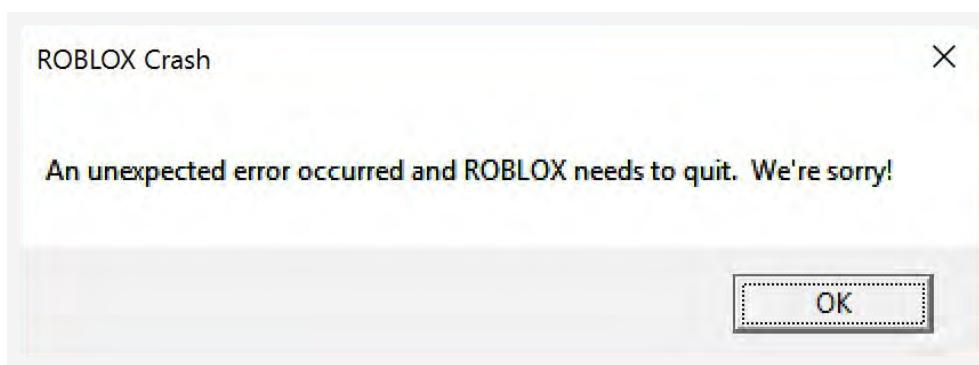 ROBLOX Crash
An unexpected error occurred and ROBLOX needs to quit.  We're sorry!
OK